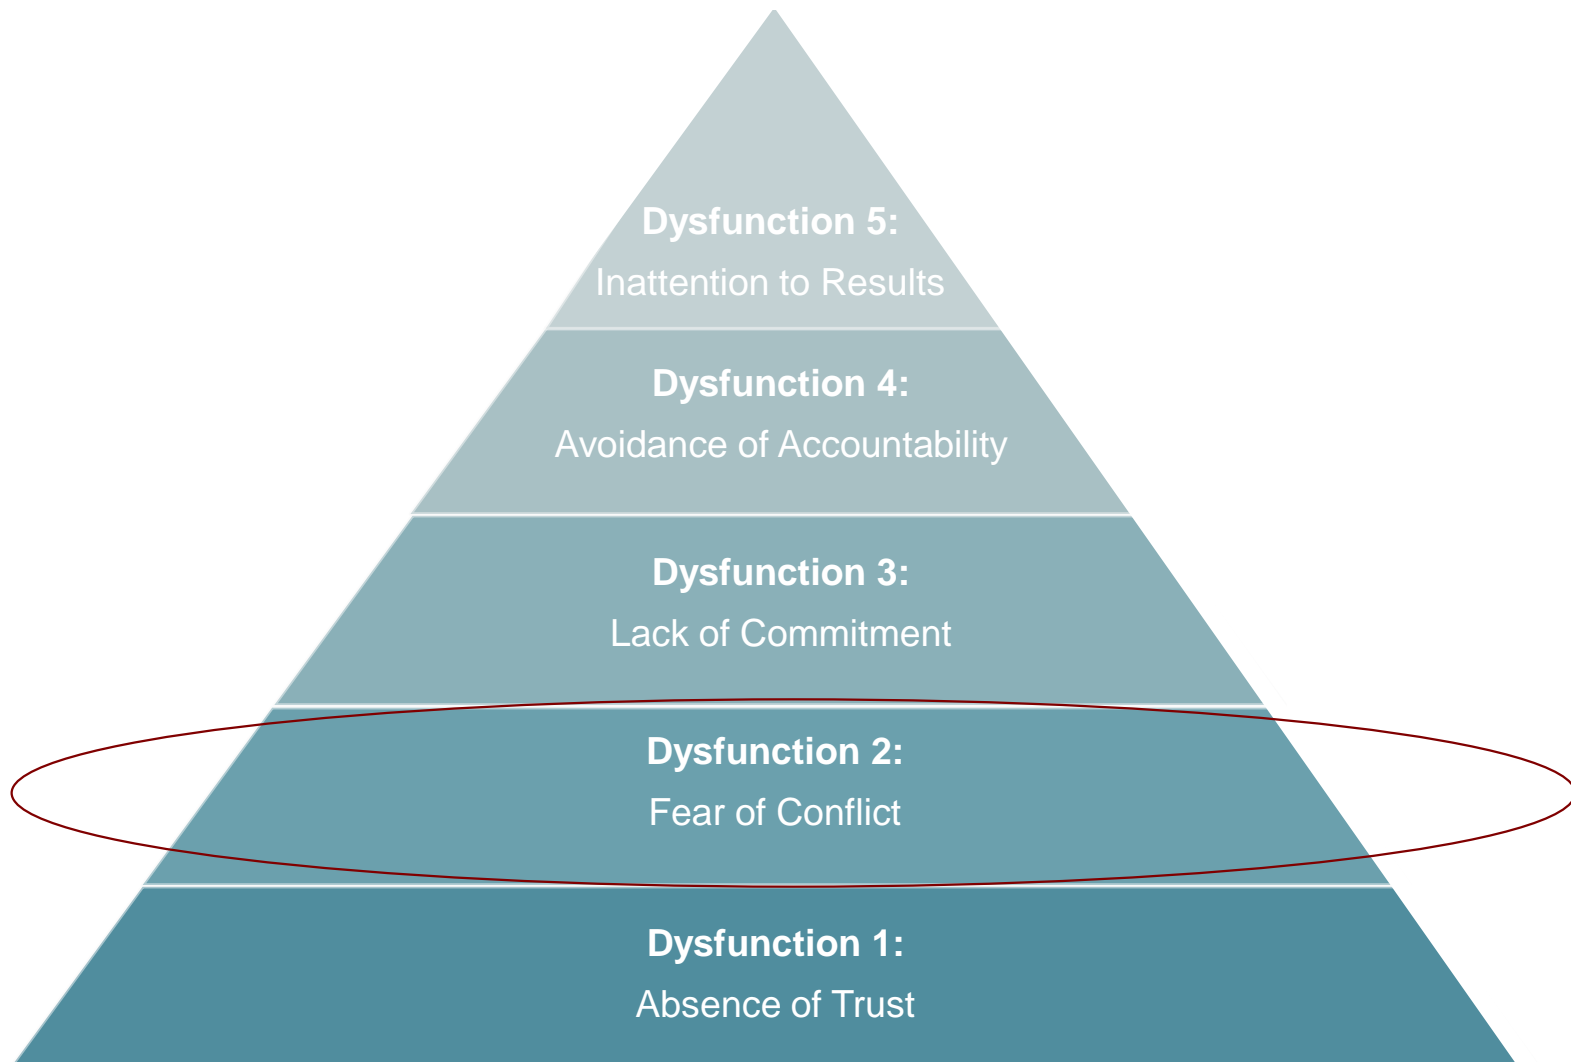 Dysfunction 5:
Inattention to Results
Dysfunction 4:
Avoidance of Accountability
Dysfunction 3:
Lack of Commitment
Dysfunction 2:
Fear of Conflict
Dysfunction 1:
Absence of Trust